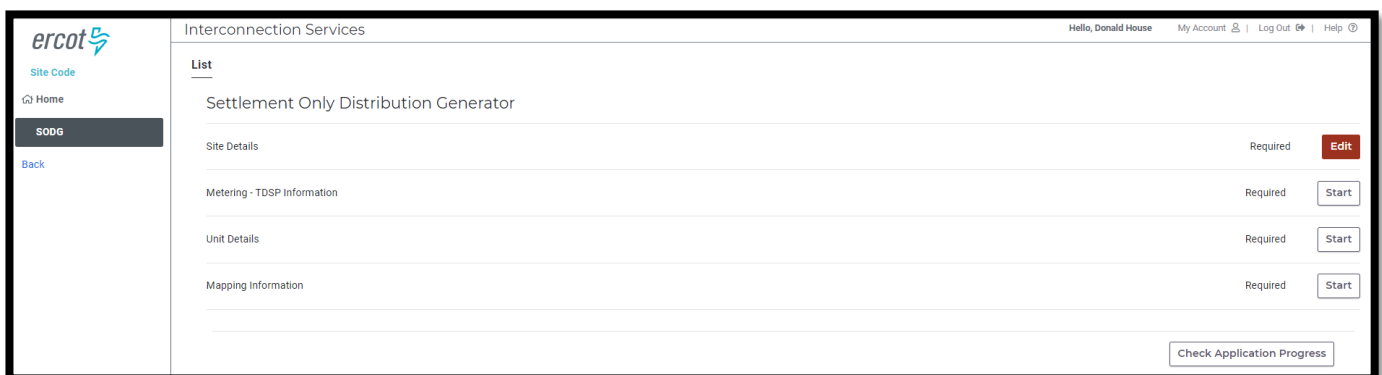 ercot
Interconnection Services
Hello, Donald House My Account | Log Out | Help
Site Code
Home
SODG
Back
List
Settlement Only Distribution Generator
Site Details Required Edit
Metering - TDSP Information Required Start
Unit Details Required Start
Mapping Information Required Start
Check Application Progress